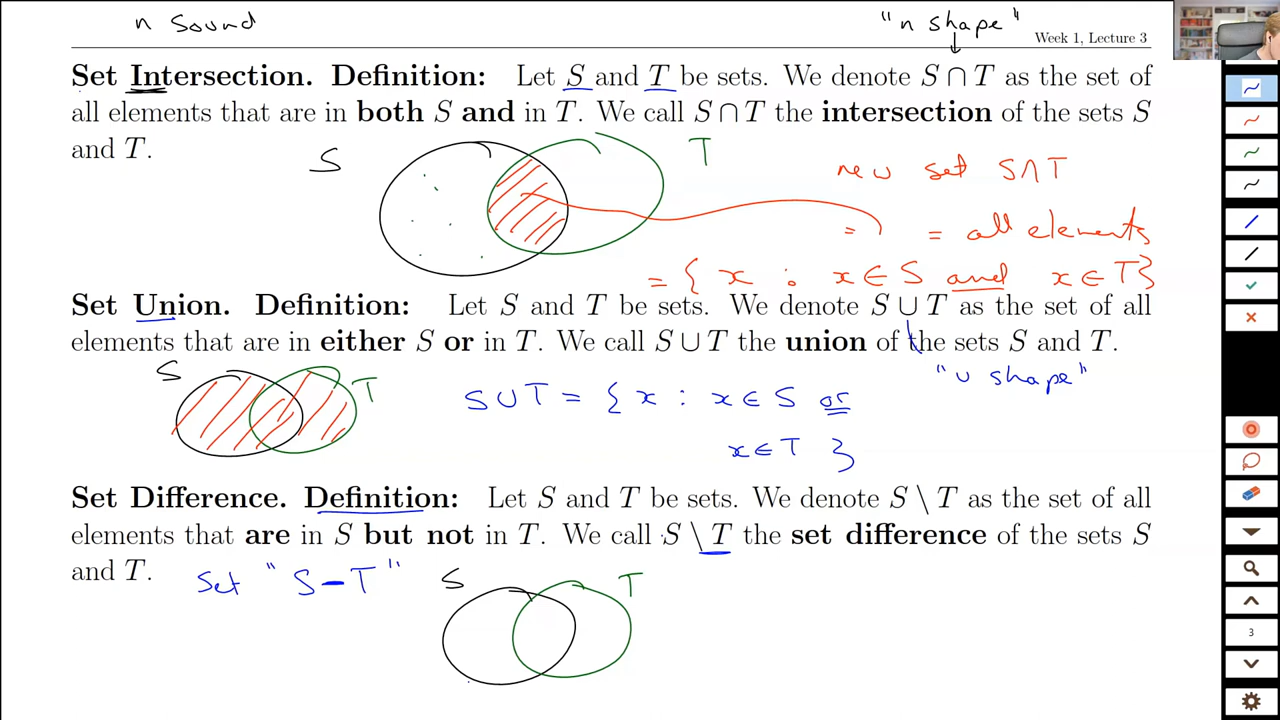 n Sound "n shape"
Week 1, Lecture 3
Set Intersection. Definition: Let S and T be sets. We denote S ∩ T as the set of
all elements that are in both S and in T. We call S ∩ T the intersection of the sets S
and T.
S T
new set S∩T
= = all elements
= { x : x ∈ S and x ∈ T}
Set Union. Definition: Let S and T be sets. We denote S ∪ T as the set of all
elements that are in either S or in T. We call S ∪ T the union of the sets S and T.
S T
"U shape"
S∪T = { x : x ∈ S or
x ∈ T }
Set Difference. Definition: Let S and T be sets. We denote S \ T as the set of all
elements that are in S but not in T. We call S \ T the set difference of the sets S
and T.
Set "S-T"
S T
3